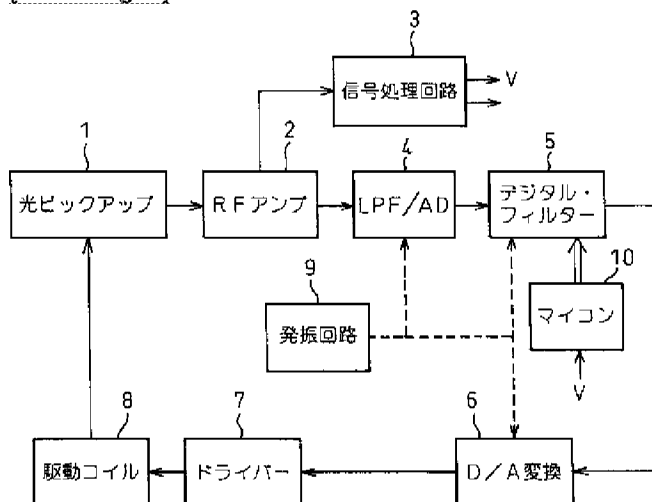 3
信号処理回路
V
1
2
4
5
光ピックアップ
RFアンプ
LPF/AD
デジタル・
フィルター
9
発振回路
10
マイコン
V
8
7
6
駆動コイル
ドライバー
D/A変換